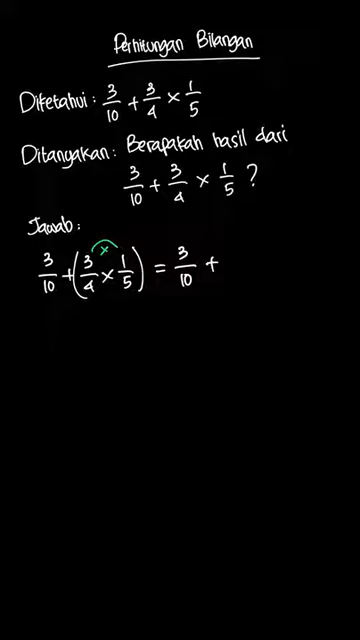 Perhitungan Bilangan
Diketahui : 3/10 + 3/4 × 1/5
Ditanyakan : Berapakah hasil dari
3/10 + 3/4 × 1/5 ?
Jawab :
×
3/10 + (3/4 × 1/5) = 3/10 +